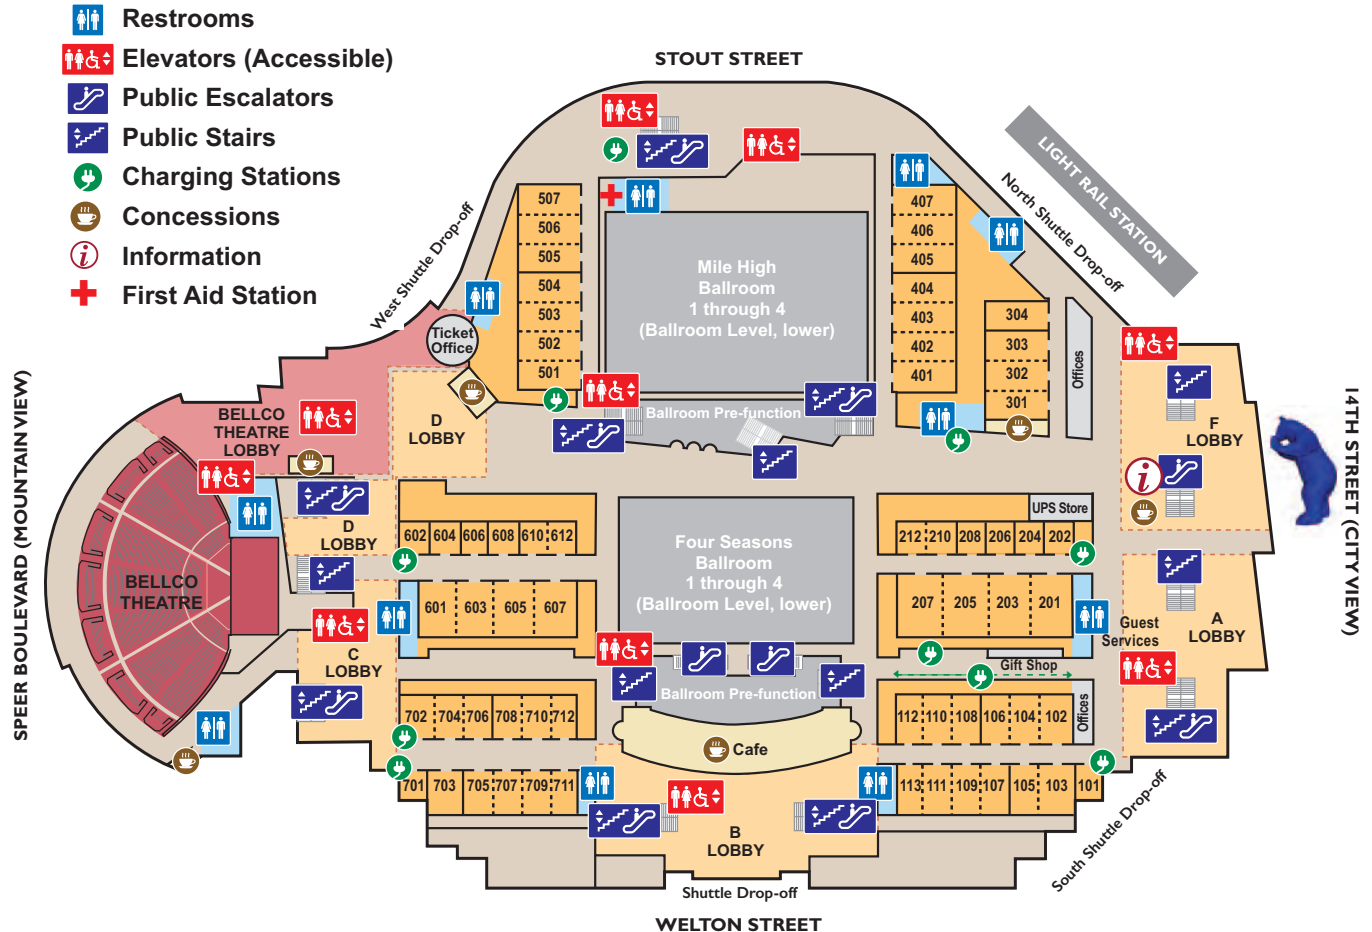 Restrooms
Elevators (Accessible)
Public Escalators
Public Stairs
Charging Stations
Concessions
Information
First Aid Station
STOUT STREET
LIGHT RAIL STATION
North Shuttle Drop-off
West Shuttle Drop-off
507
506
505
504
503
502
501
Mile High
Ballroom
1 through 4
(Ballroom Level, lower)
407
406
405
404
403
402
401
304
303
302
301
Offices
Ticket
Office
Ballroom Pre-function
BELLCO
THEATRE
LOBBY
D
LOBBY
F
LOBBY
i
14TH STREET (CITY VIEW)
SPEER BOULEVARD (MOUNTAIN VIEW)
D
LOBBY
602 604 606 608 610 612
Four Seasons
Ballroom
1 through 4
(Ballroom Level, lower)
UPS Store
212 210 208 206 204 202
BELLCO
THEATRE
601 603 605 607
207 205 203 201
Guest
Services
A
LOBBY
C
LOBBY
Gift Shop
Ballroom Pre-function
702 704 706 708 710 712
112 110 108 106 104 102
Offices
Cafe
701 703 705 707 709 711
113 111 109 107 105 103 101
B
LOBBY
South Shuttle Drop-off
Shuttle Drop-off
WELTON STREET